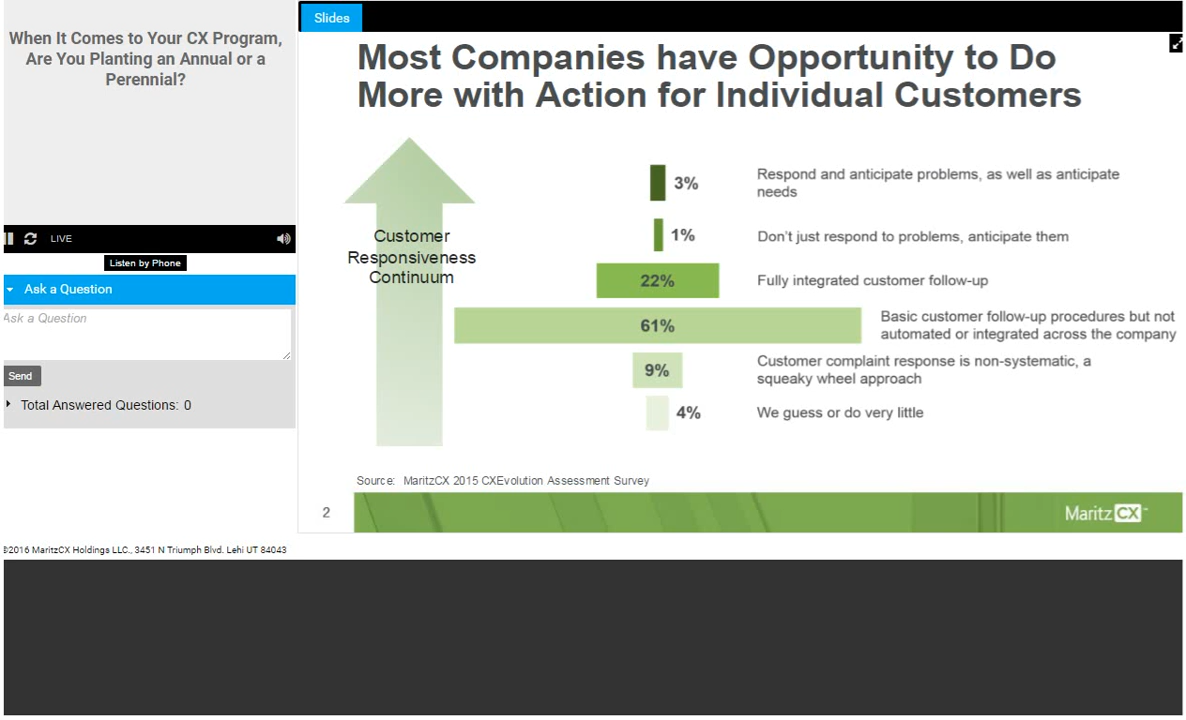 When It Comes to Your CX Program,
Are You Planting an Annual or a
Perennial?
LIVE
Listen by Phone
Ask a Question
Ask a Question
Send
Total Answered Questions: 0
Slides
Most Companies have Opportunity to Do
More with Action for Individual Customers
Customer
Responsiveness
Continuum
3%
Respond and anticipate problems, as well as anticipate
needs
1%
Don't just respond to problems, anticipate them
22%
Fully integrated customer follow-up
61%
Basic customer follow-up procedures but not
automated or integrated across the company
9%
Customer complaint response is non-systematic, a
squeaky wheel approach
4%
We guess or do very little
Source: MaritzCX 2015 CXEvolution Assessment Survey
2
MaritzCX
©2016 MaritzCX Holdings LLC., 3451 N Triumph Blvd. Lehi UT 84043